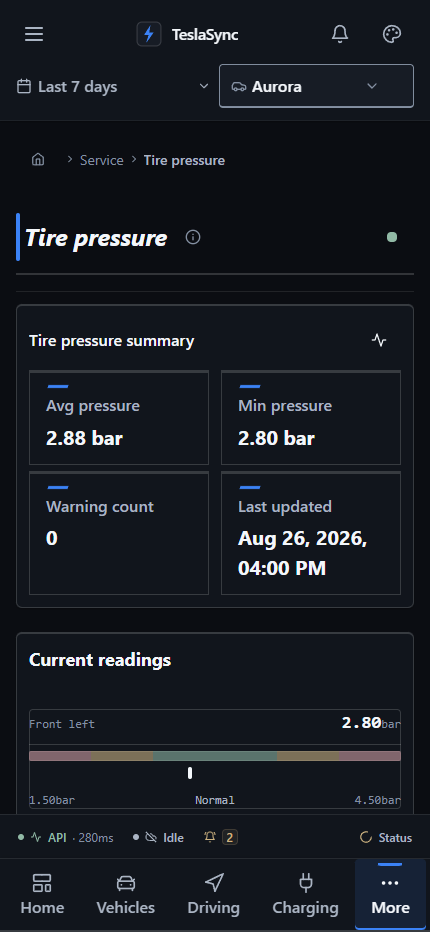 TeslaSync
Last 7 days
Aurora
Service
Tire pressure
Tire pressure
Tire pressure summary
Avg pressure
2.88 bar
Min pressure
2.80 bar
Warning count
0
Last updated
Aug 26, 2026,
04:00 PM
Current readings
Front left
2.80bar
1.50bar
Normal
4.50bar
API · 280ms
Idle
2
Status
Home
Vehicles
Driving
Charging
More